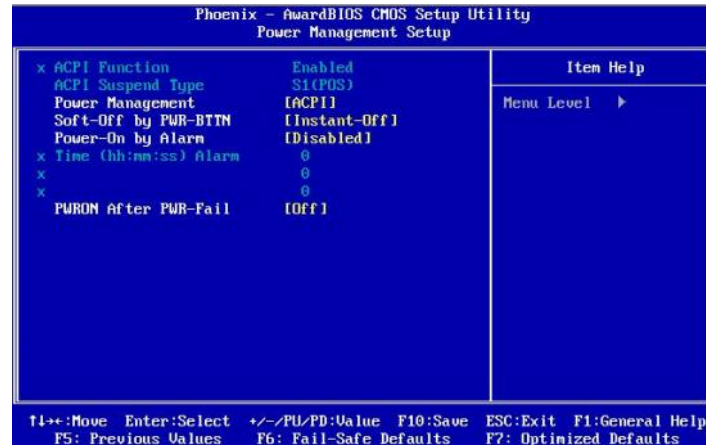 Phoenix - AwardBIOS CMOS Setup Utility
Power Management Setup
x ACPI Function Enabled
ACPI Suspend Type S1(POS)
Power Management [ACPI]
Soft-Off by PWR-BTTN [Instant-Off]
Power-On by Alarm [Disabled]
x Time (hh:mm:ss) Alarm 0
x 0
x 0
PWRON After PWR-Fail [Off]
Item Help
Menu Level ▶
↑↓→←:Move Enter:Select +/-/PU/PD:Value F10:Save ESC:Exit F1:General Help
F5: Previous Values F6: Fail-Safe Defaults F7: Optimized Defaults